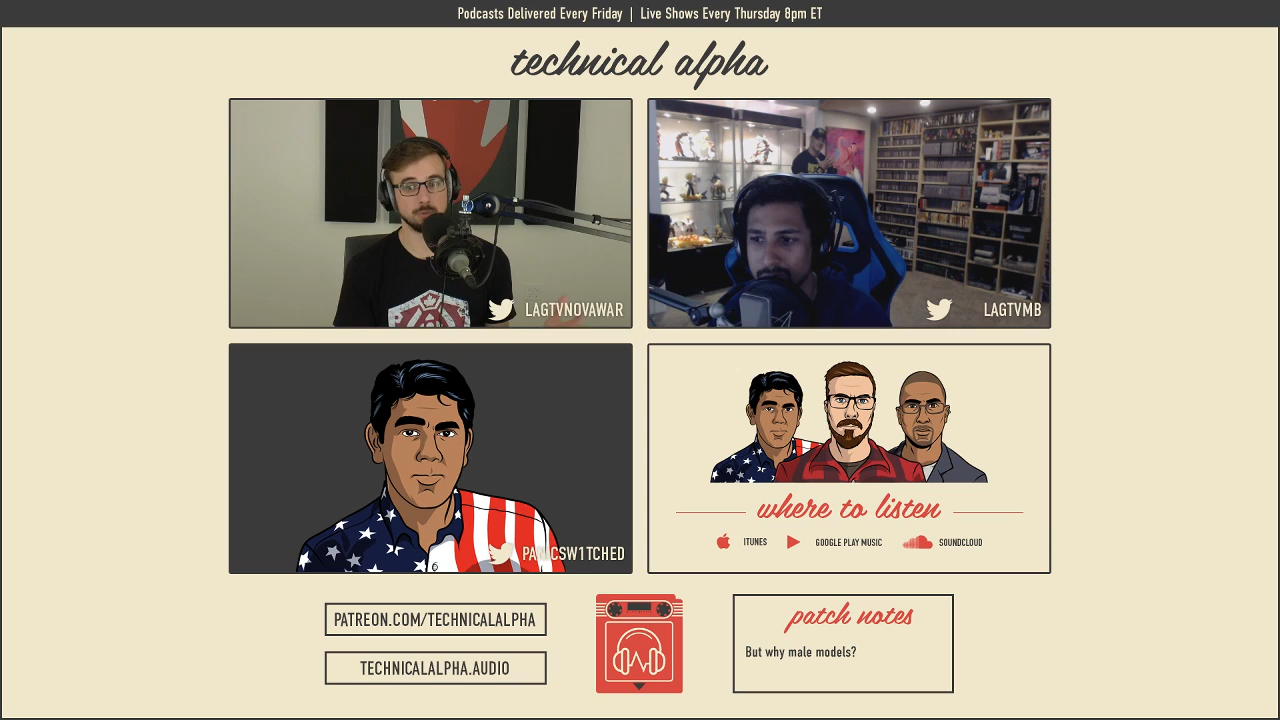 Podcasts Delivered Every Friday | Live Shows Every Thursday 8pm ET
technical alpha
LAGTVNOVAWAR
LAGTVMB
PANICSW1TCHED
where to listen
ITUNES
GOOGLE PLAY MUSIC
SOUNDCLOUD
PATREON.COM/TECHNICALALPHA
TECHNICALALPHA.AUDIO
patch notes
But why male models?